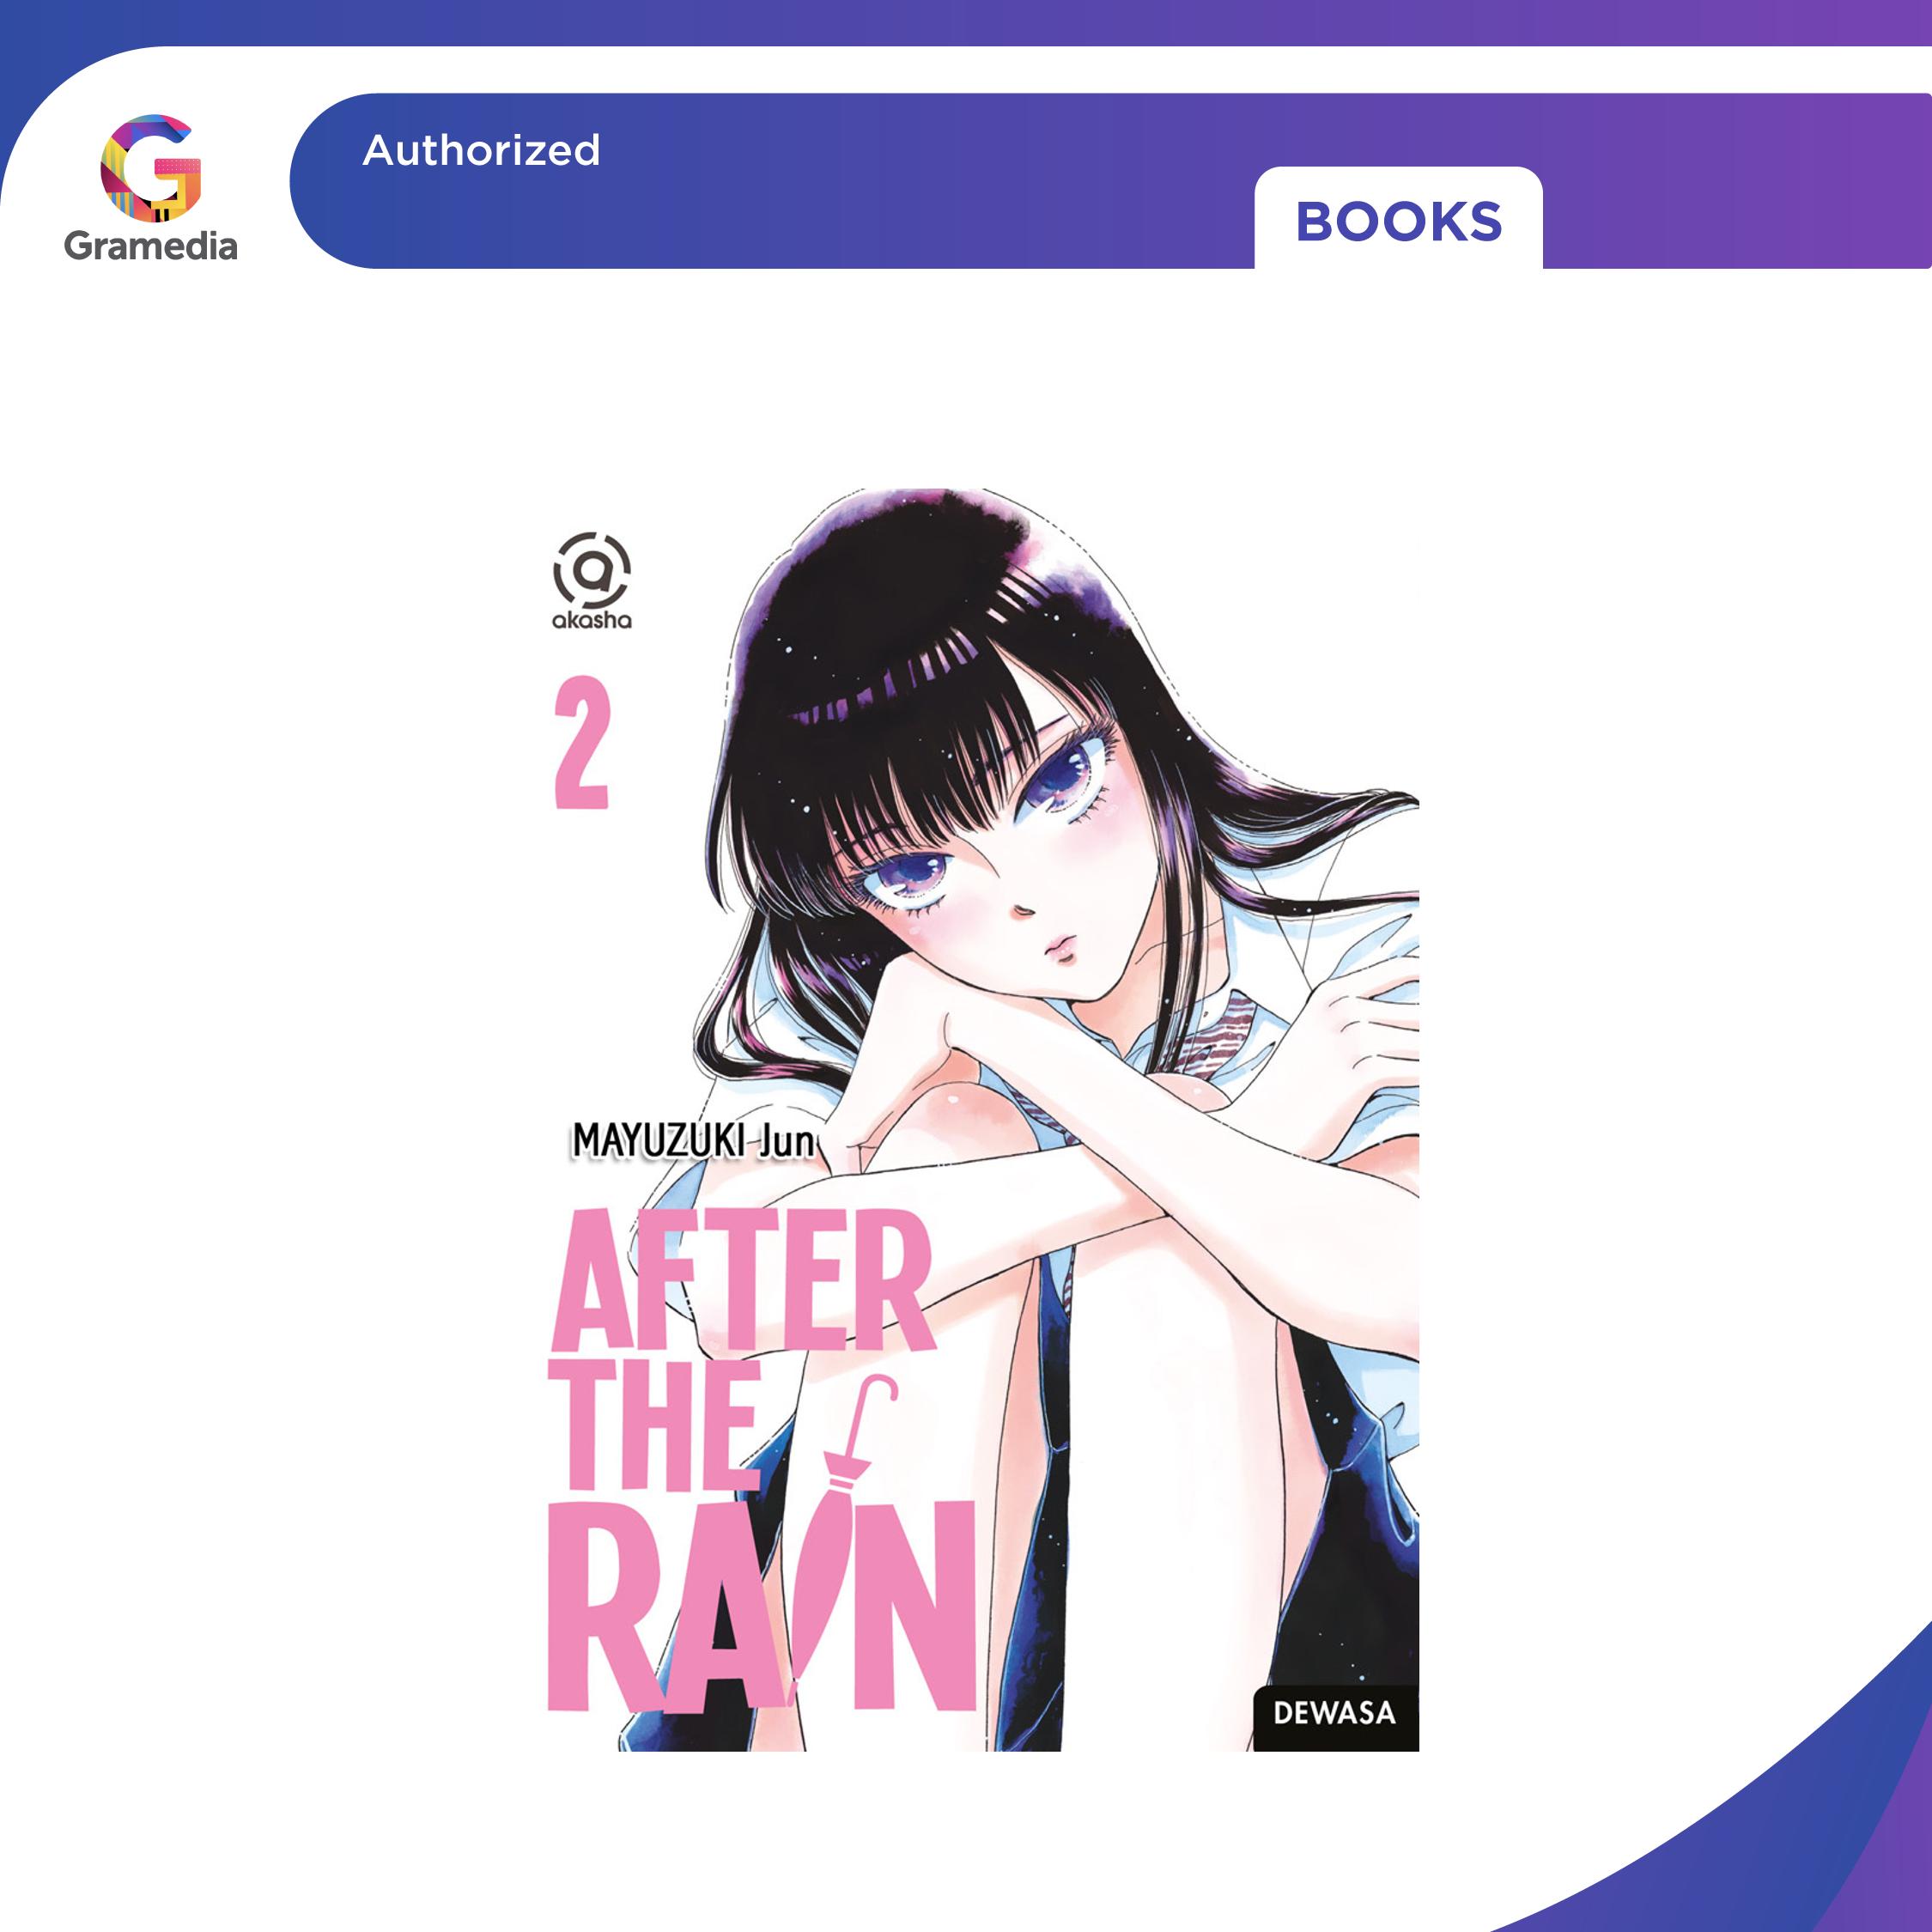 Authorized
BOOKS
Gramedia
akasha
2
MAYUZUKI Jun
AFTER
THE
RAIN
DEWASA